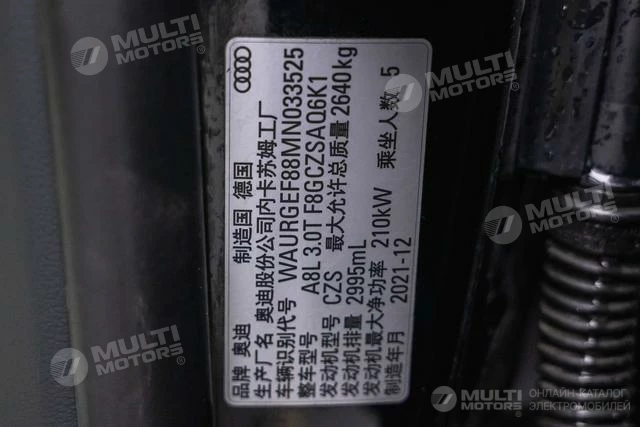 品牌 奥迪 制造国 德国
生产厂名 奥迪股份公司内卡苏姆工厂
车辆识别代号 WAURGEF88MN033525
整车型号 A8L 3.0T F8GCZSAQ6K1
发动机型号 CZS 最大允许总质量 2640kg
发动机排量 2995mL
发动机最大净功率 210kW 乘坐人数 5
制造年月 2021-12
MULTI MOTORS®
MULTI MOTORS®
MULTI MOTORS®
MULTI MOTORS®
MULTI MOTORS®
ОНЛАЙН-КАТАЛОГ
ЭЛЕКТРОМОБИЛЕЙ